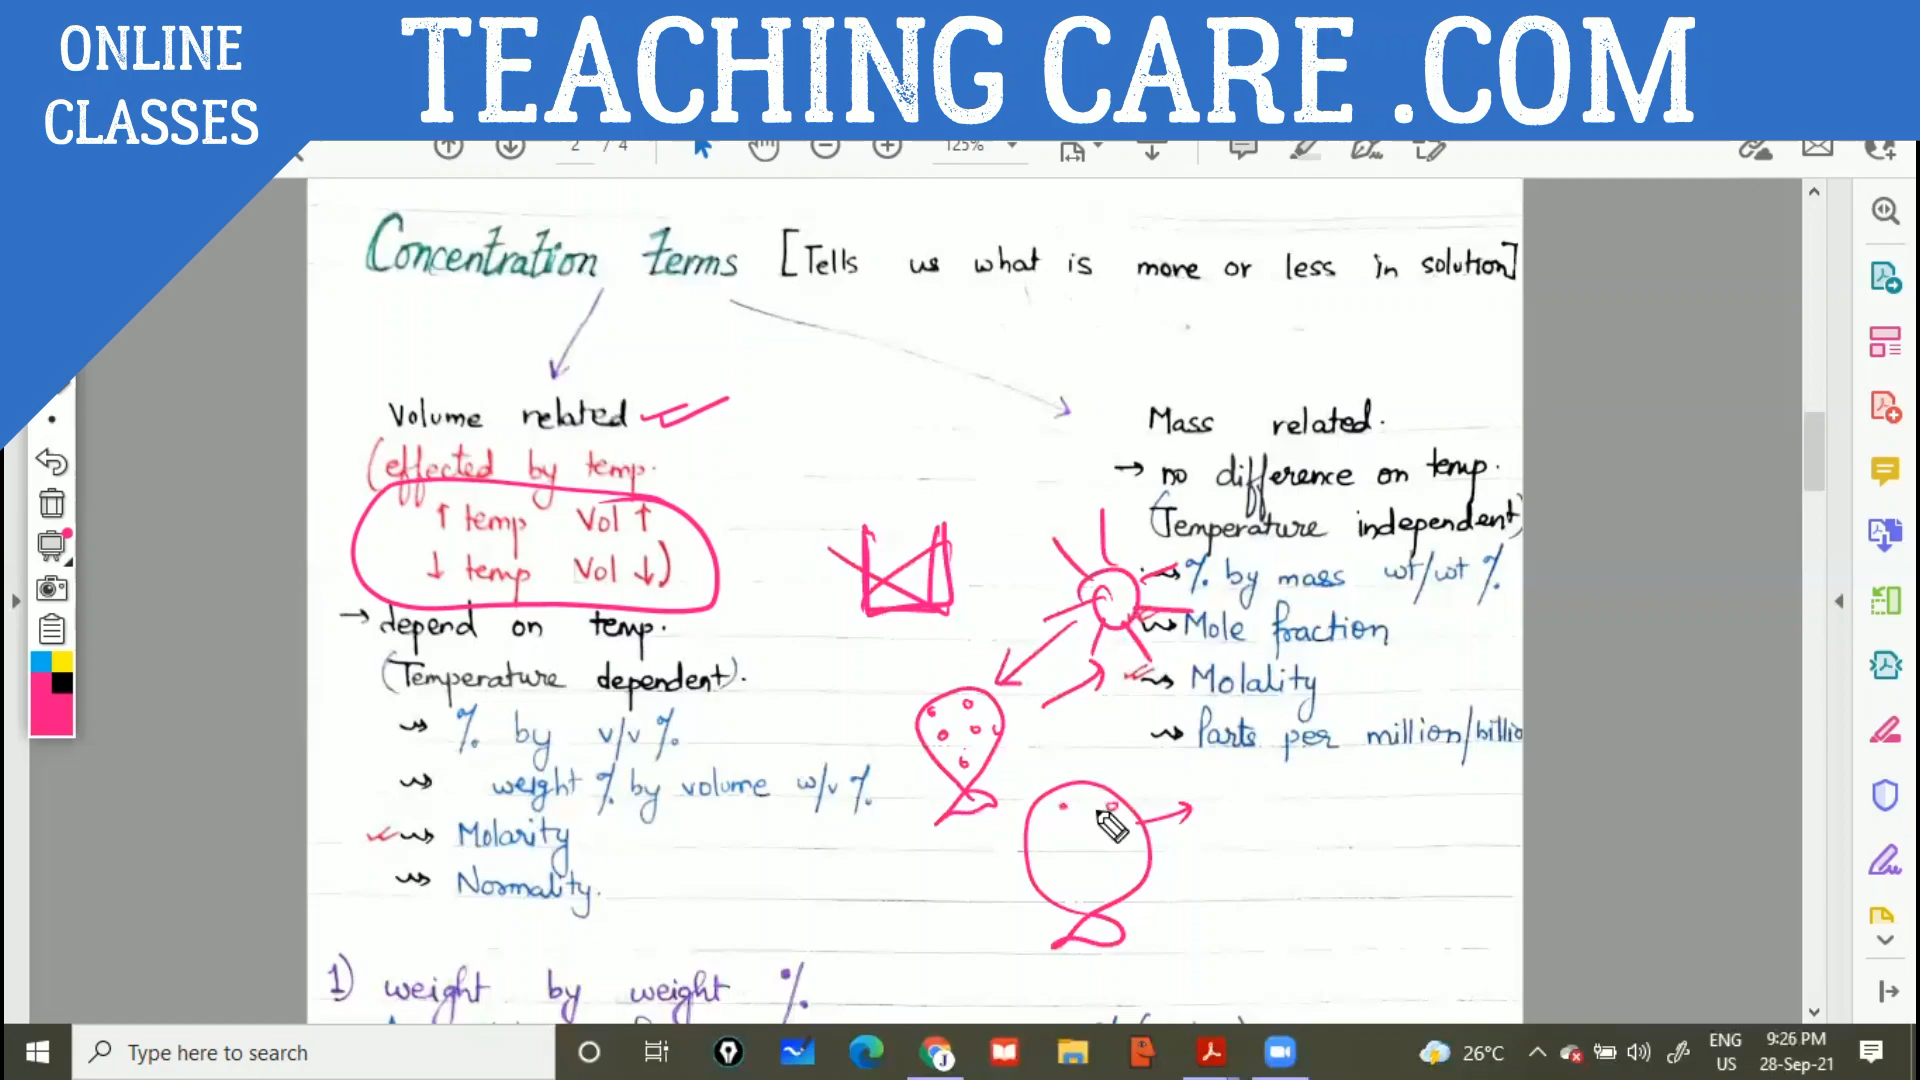 ONLINE
CLASSES
TEACHING CARE .COM
2 / 4
125%
Concentration terms [Tells us what is more or less in solution]
Volume related
(effected by temp.
↑ temp Vol ↑
↓ temp Vol ↓)
→ depend on temp.
(Temperature dependent).
% by v/v %
weight % by volume w/v %
Molarity
Normality.
Mass related.
→ no difference on temp.
(Temperature independent)
% by mass wt/wt %
Mole fraction
Molality
Parts per million/billio
1) weight by weight %
Type here to search
26°C
ENG
US
9:26 PM
28-Sep-21